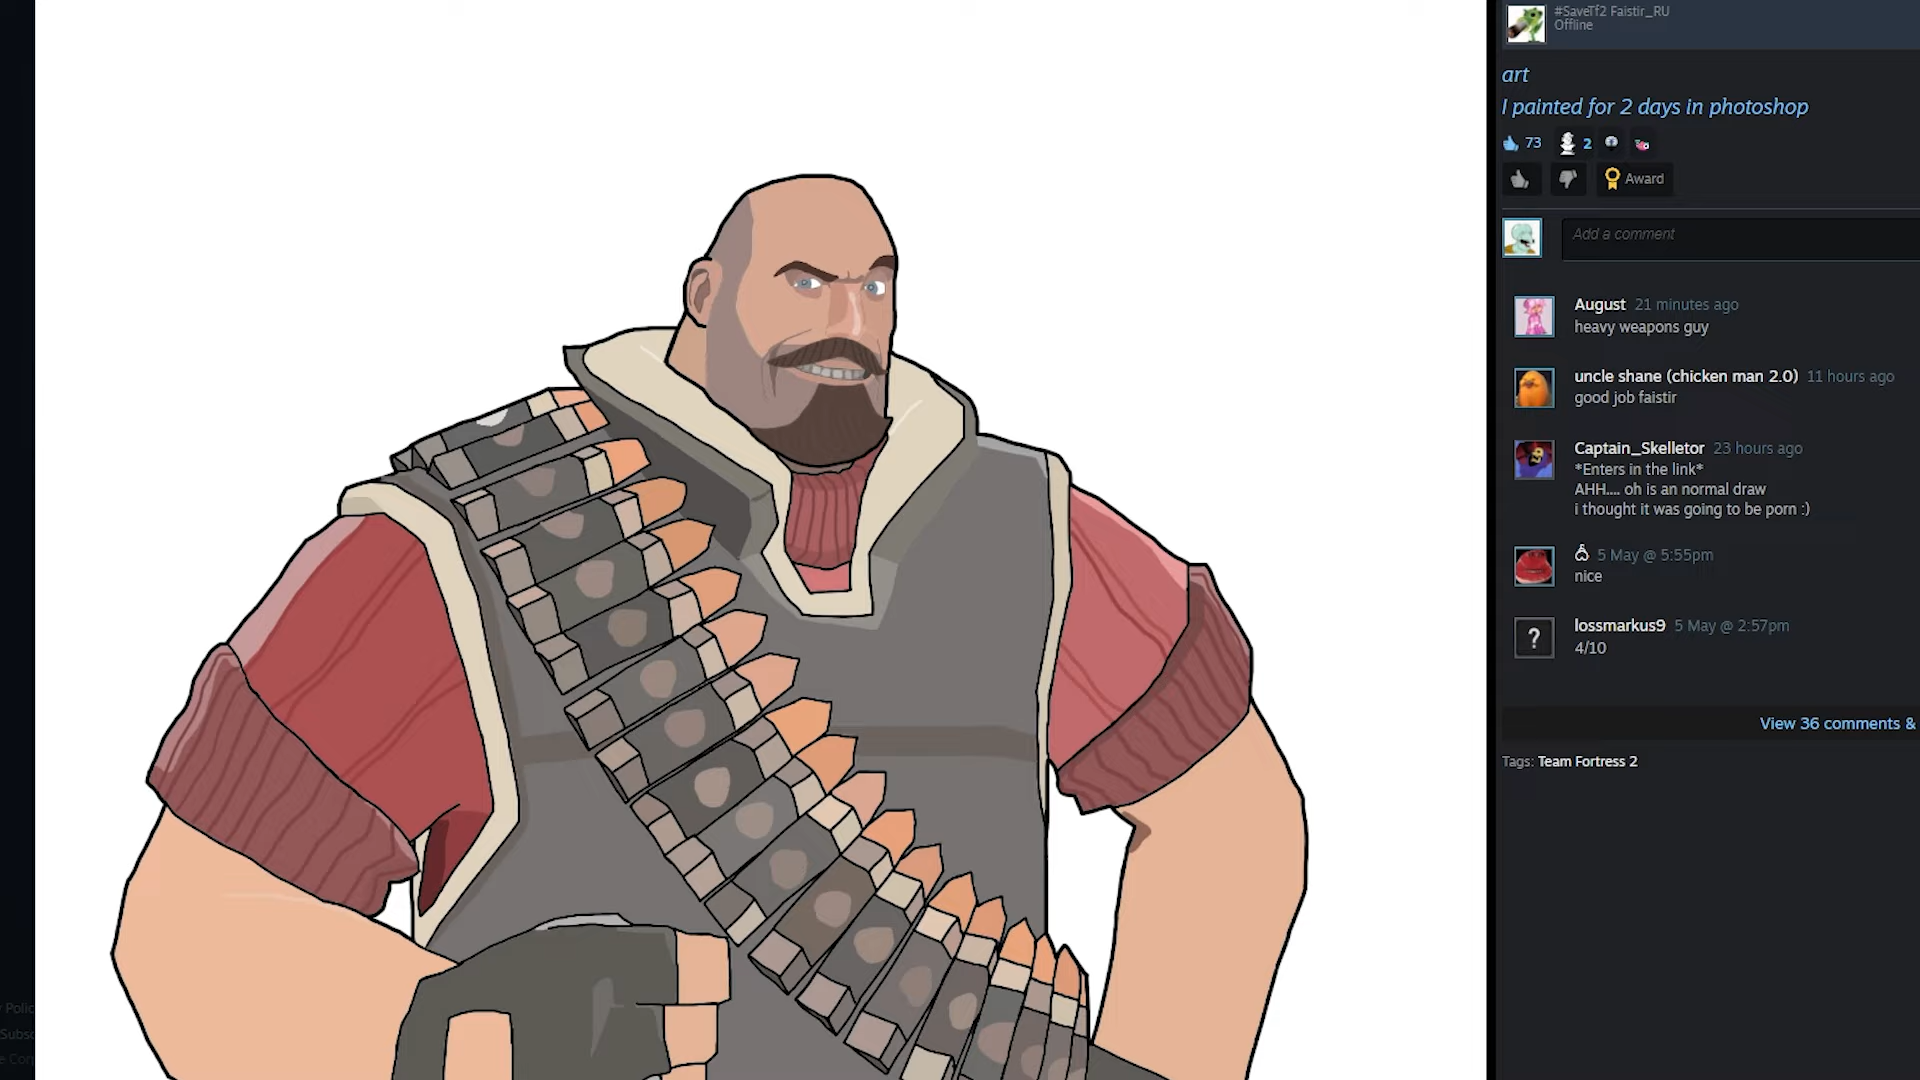 #SaveTf2 Faistir_RU
Offline
art
I painted for 2 days in photoshop
73
2
Award
Add a comment
August 21 minutes ago
heavy weapons guy
uncle shane (chicken man 2.0) 11 hours ago
good job faistir
Captain_Skelletor 23 hours ago
*Enters in the link*
AHH.... oh is an normal draw
i thought it was going to be porn :)
5 May @ 5:55pm
nice
? lossmarkus9 5 May @ 2:57pm
4/10
View 36 comments &
Tags: Team Fortress 2